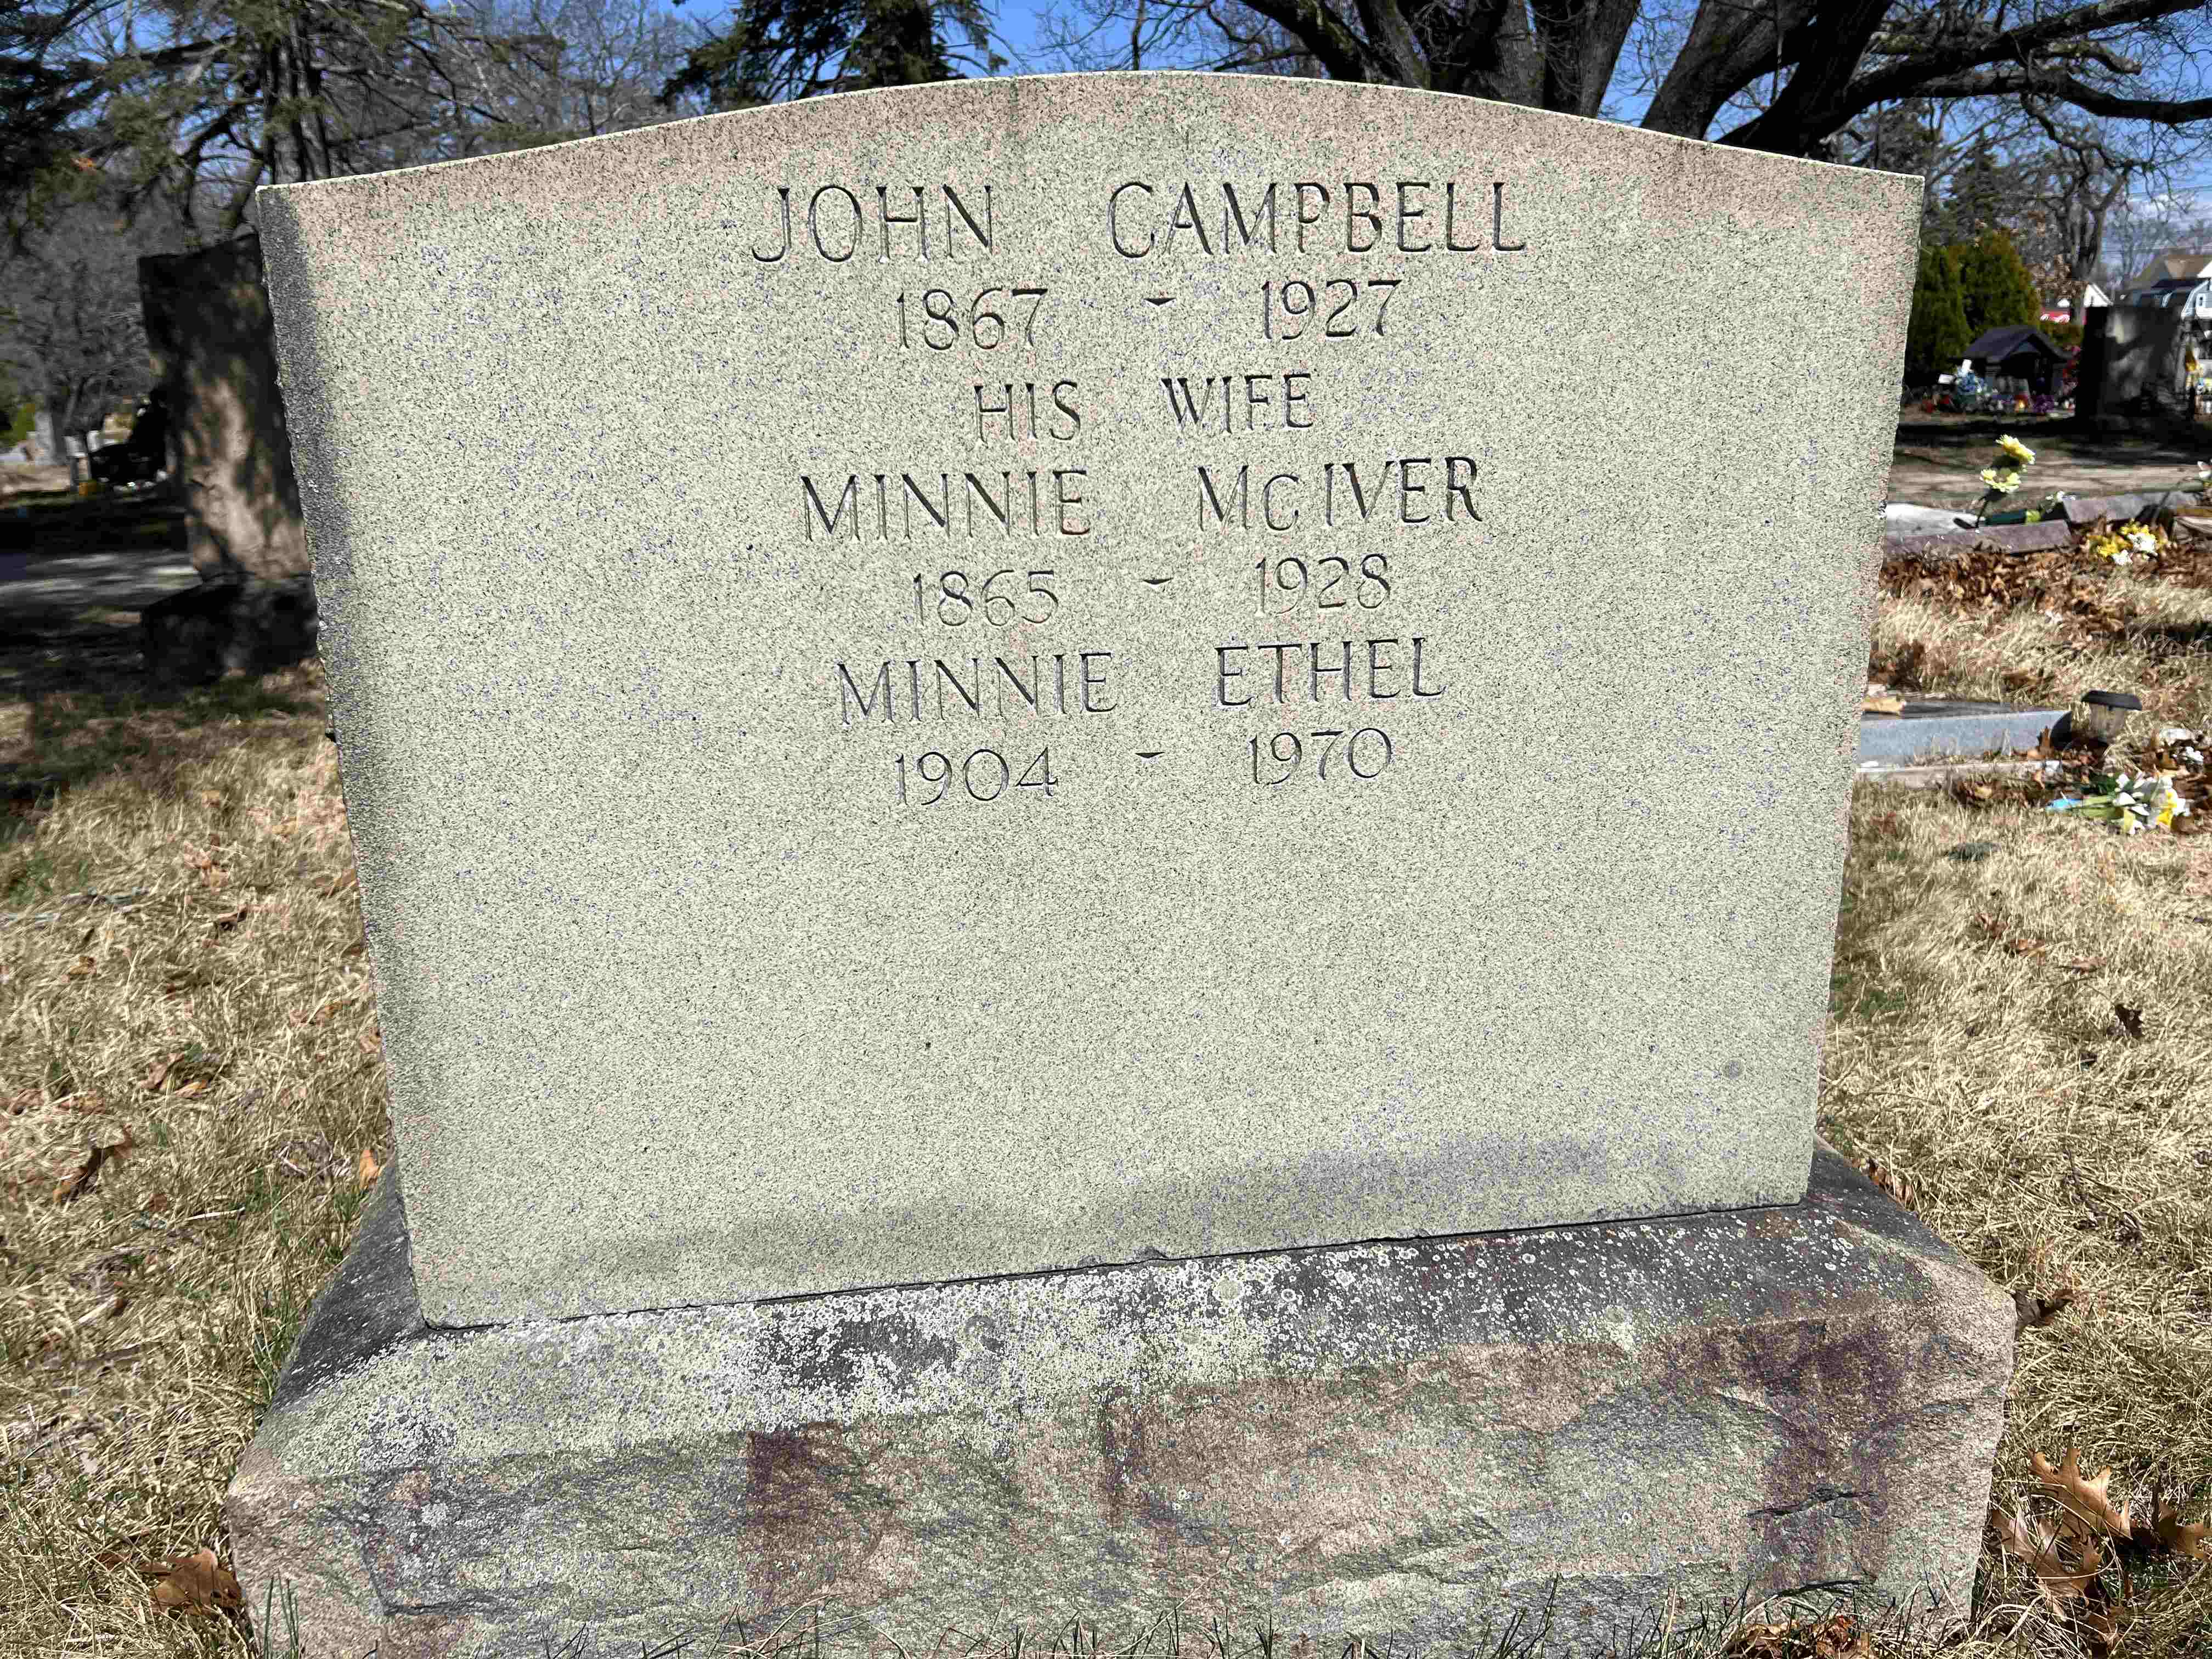 JOHN CAMPBELL
1867 - 1927
HIS WIFE
MINNIE MCIVER
1865 - 1928
MINNIE ETHEL
1904 - 1970